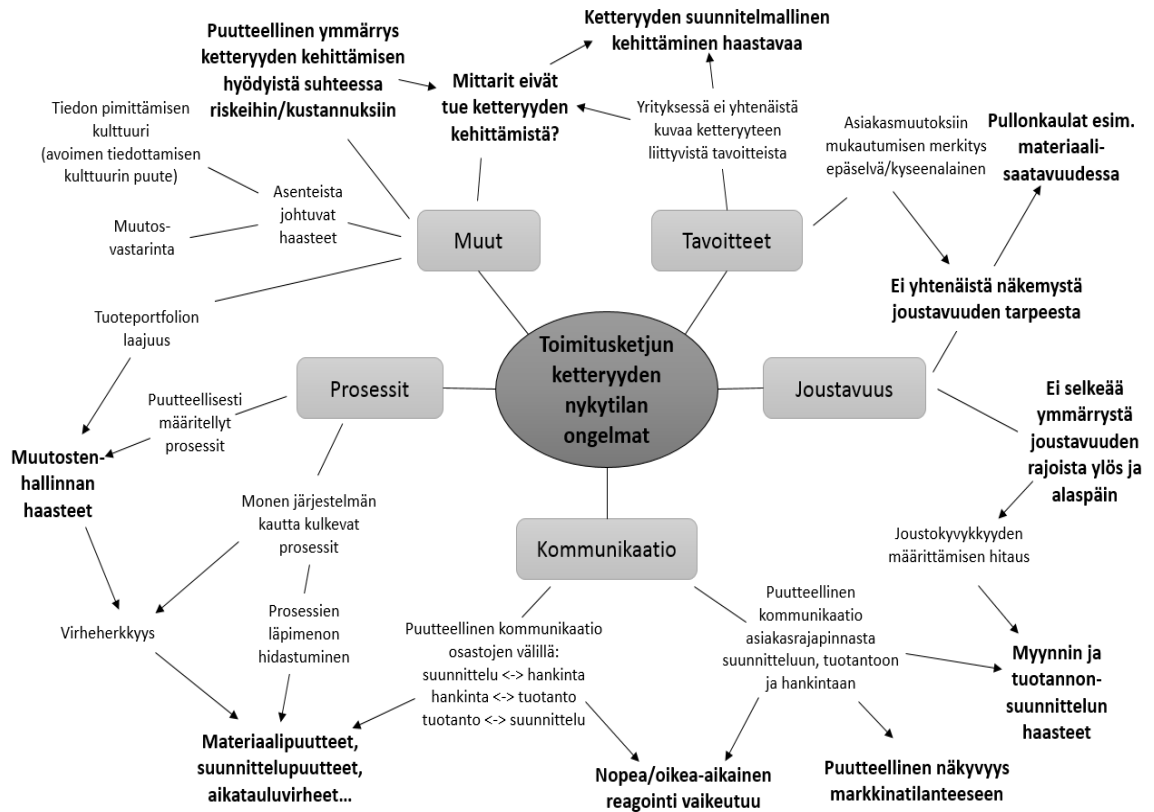 Puutteellinen ymmärrys
ketteryyden kehittämisen
hyödyistä suhteessa
riskeihin/kustannuksiin
Ketteryyden suunnitelmallinen
kehittäminen haastavaa
Mittarit eivät
tue ketteryyden
kehittämistä?
Yrityksessä ei yhtenäistä
kuvaa ketteryyteen
liittyvistä tavoitteista
Asiakasmuutoksiin
mukautumisen merkitys
epäselvä/kyseenalainen
Pullonkaulat esim.
materiaali-
saatavuudessa
Tiedon pimittämisen
kulttuuri
(avoimen tiedottamisen
kulttuurin puute)
Asenteista
johtuvat
haasteet
Muutos-
vastarinta
Muut
Tavoitteet
Ei yhtenäistä näkemystä
joustavuuden tarpeesta
Tuoteportfolion
laajuus
Toimitusketjun
ketteryyden
nykytilan
ongelmat
Prosessit
Joustavuus
Puutteellisesti
määritellyt
prosessit
Ei selkeää
ymmärrystä
joustavuuden
rajoista ylös ja
alaspäin
Muutosten-
hallinnan
haasteet
Monen järjestelmän
kautta kulkevat
prosessit
Kommunikaatio
Joustokyvykkyyden
määrittämisen hitaus
Virheherkkyys
Prosessien
läpimenon
hidastuminen
Puutteellinen kommunikaatio
osastojen välillä:
suunnittelu <-> hankinta
hankinta <-> tuotanto
tuotanto <-> suunnittelu
Puutteellinen
kommunikaatio
asiakasrajapinnasta
suunnitteluun, tuotantoon
ja hankintaan
Myynnin ja
tuotannon-
suunnittelun
haasteet
Materiaalipuutteet,
suunnittelupuutteet,
aikatauluvirheet…
Nopea/oikea-aikainen
reagointi vaikeutuu
Puutteellinen näkyvyys
markkinatilanteeseen